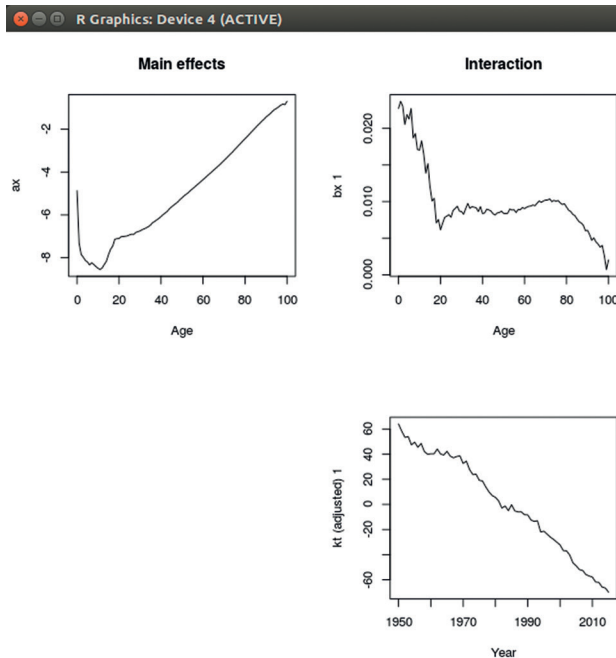 R Graphics: Device 4 (ACTIVE)
Main effects
ax
-2
-4
-6
-8
0 20 40 60 80 100
Age
Interaction
bx 1
0.020
0.010
0.000
0 20 40 60 80 100
Age
kt (adjusted) 1
60
40
20
0
-20
-60
1950 1970 1990 2010
Year